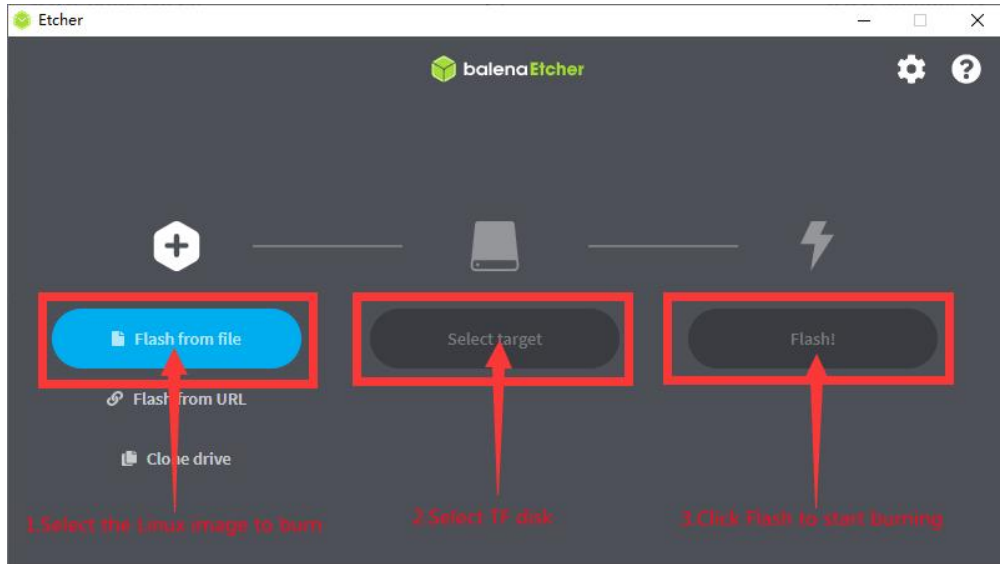 Etcher
balenaEtcher
Flash from file
Select target
Flash!
Flash from URL
Clone drive
1.Select the Linux image to burn
2.Select TF disk
3.Click Flash to start burning